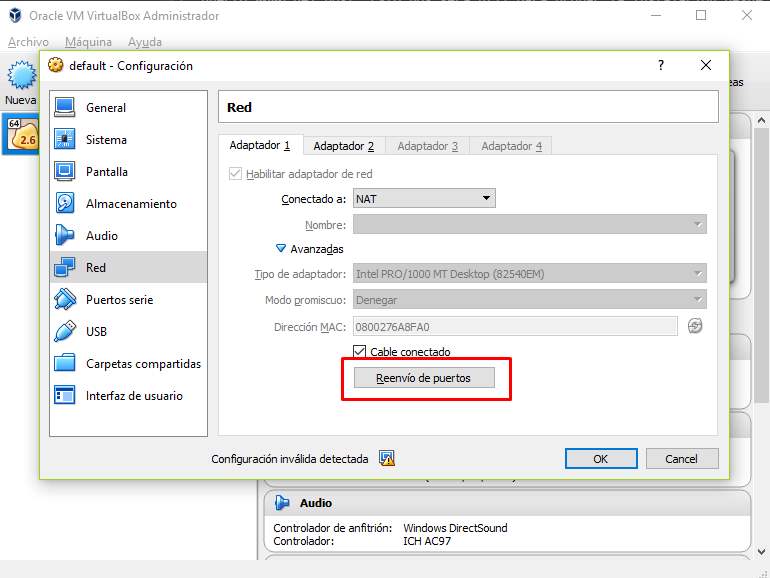 Oracle VM VirtualBox Administrador
Archivo Máquina Ayuda
Nueva
64
2.6
default - Configuración
?
General
Sistema
Pantalla
Almacenamiento
Audio
Red
Puertos serie
USB
Carpetas compartidas
Interfaz de usuario
Red
Adaptador 1 Adaptador 2 Adaptador 3 Adaptador 4
Habilitar adaptador de red
Conectado a: NAT
Nombre:
Avanzadas
Tipo de adaptador: Intel PRO/1000 MT Desktop (82540EM)
Modo promiscuo: Denegar
Dirección MAC: 0800276A8FA0
Cable conectado
Reenvío de puertos
Configuración inválida detectada
OK Cancel
Audio
Controlador de anfitrión: Windows DirectSound
Controlador: ICH AC97